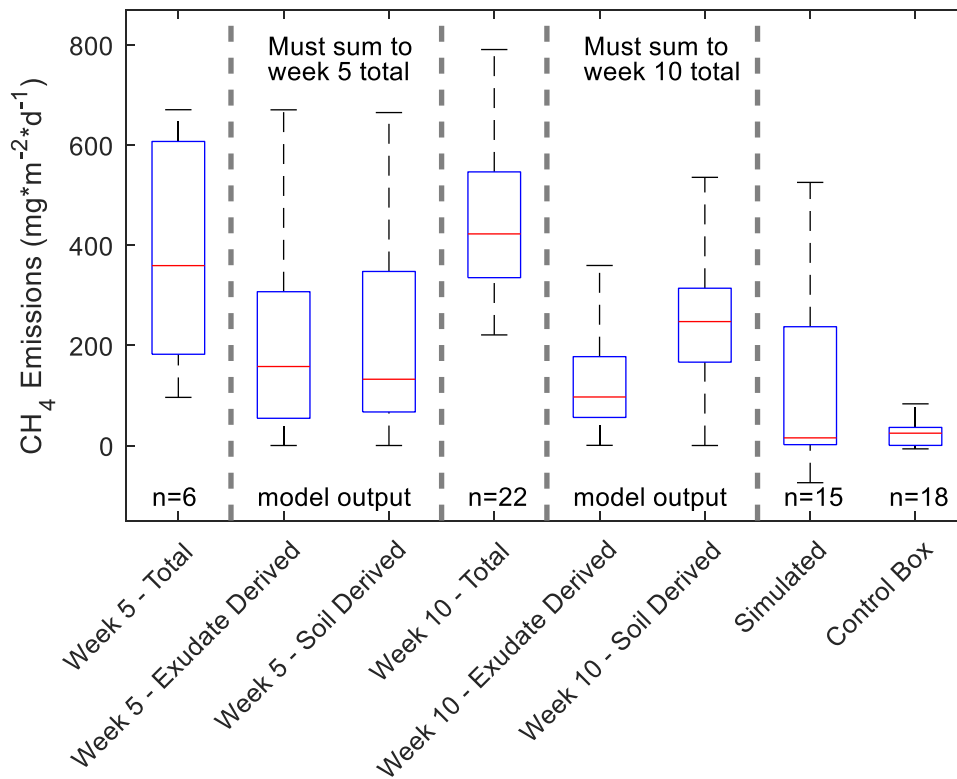 CH4 Emissions (mg*m-2*d-1)
800
600
400
200
0
Must sum to
week 5 total
Must sum to
week 10 total
n=6
model output
n=22
model output
n=15
n=18
Week 5 - Total
Week 5 - Exudate Derived
Week 5 - Soil Derived
Week 10 - Total
Week 10 - Exudate Derived
Week 10 - Soil Derived
Simulated
Control Box